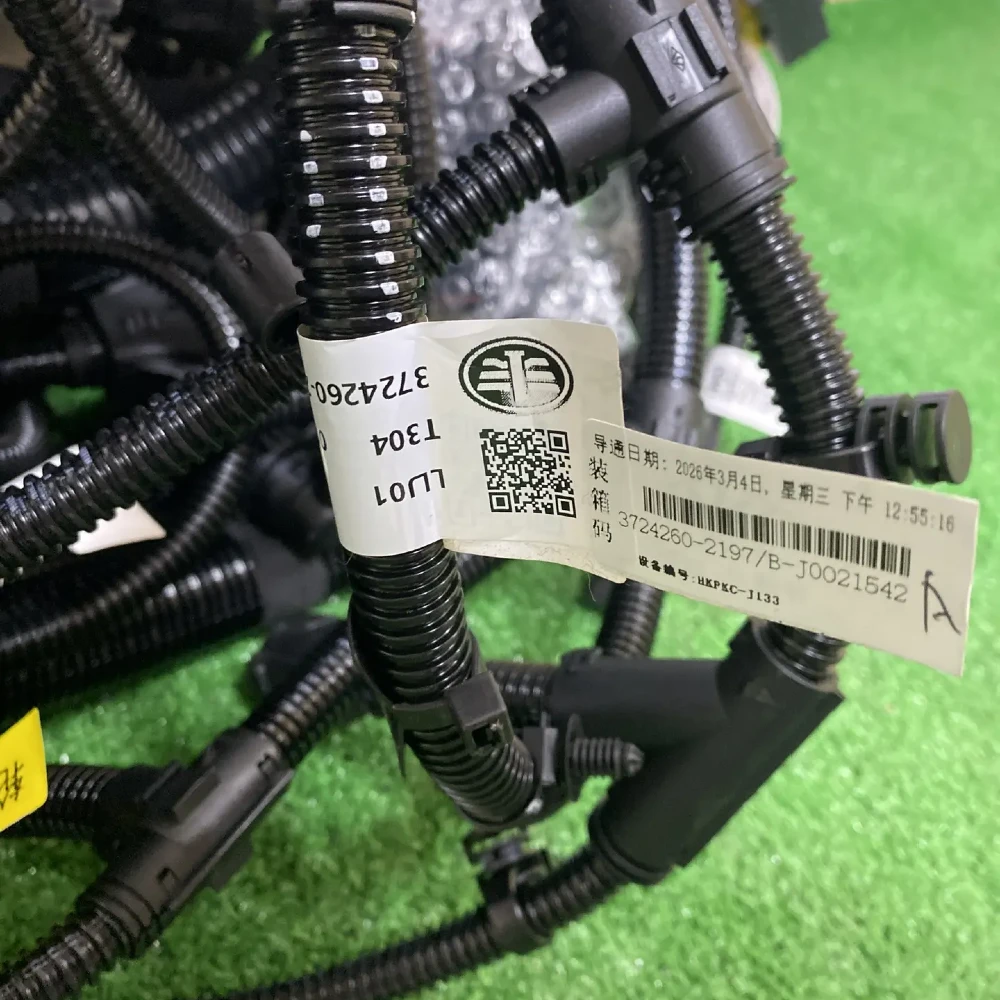 3724260-
T304
LJ01
装箱码
导通日期: 2026年3月4日, 星期三 下午 12:55:16
3724260-2197/B-J0021542
设备编号:HKPKC-J133
A